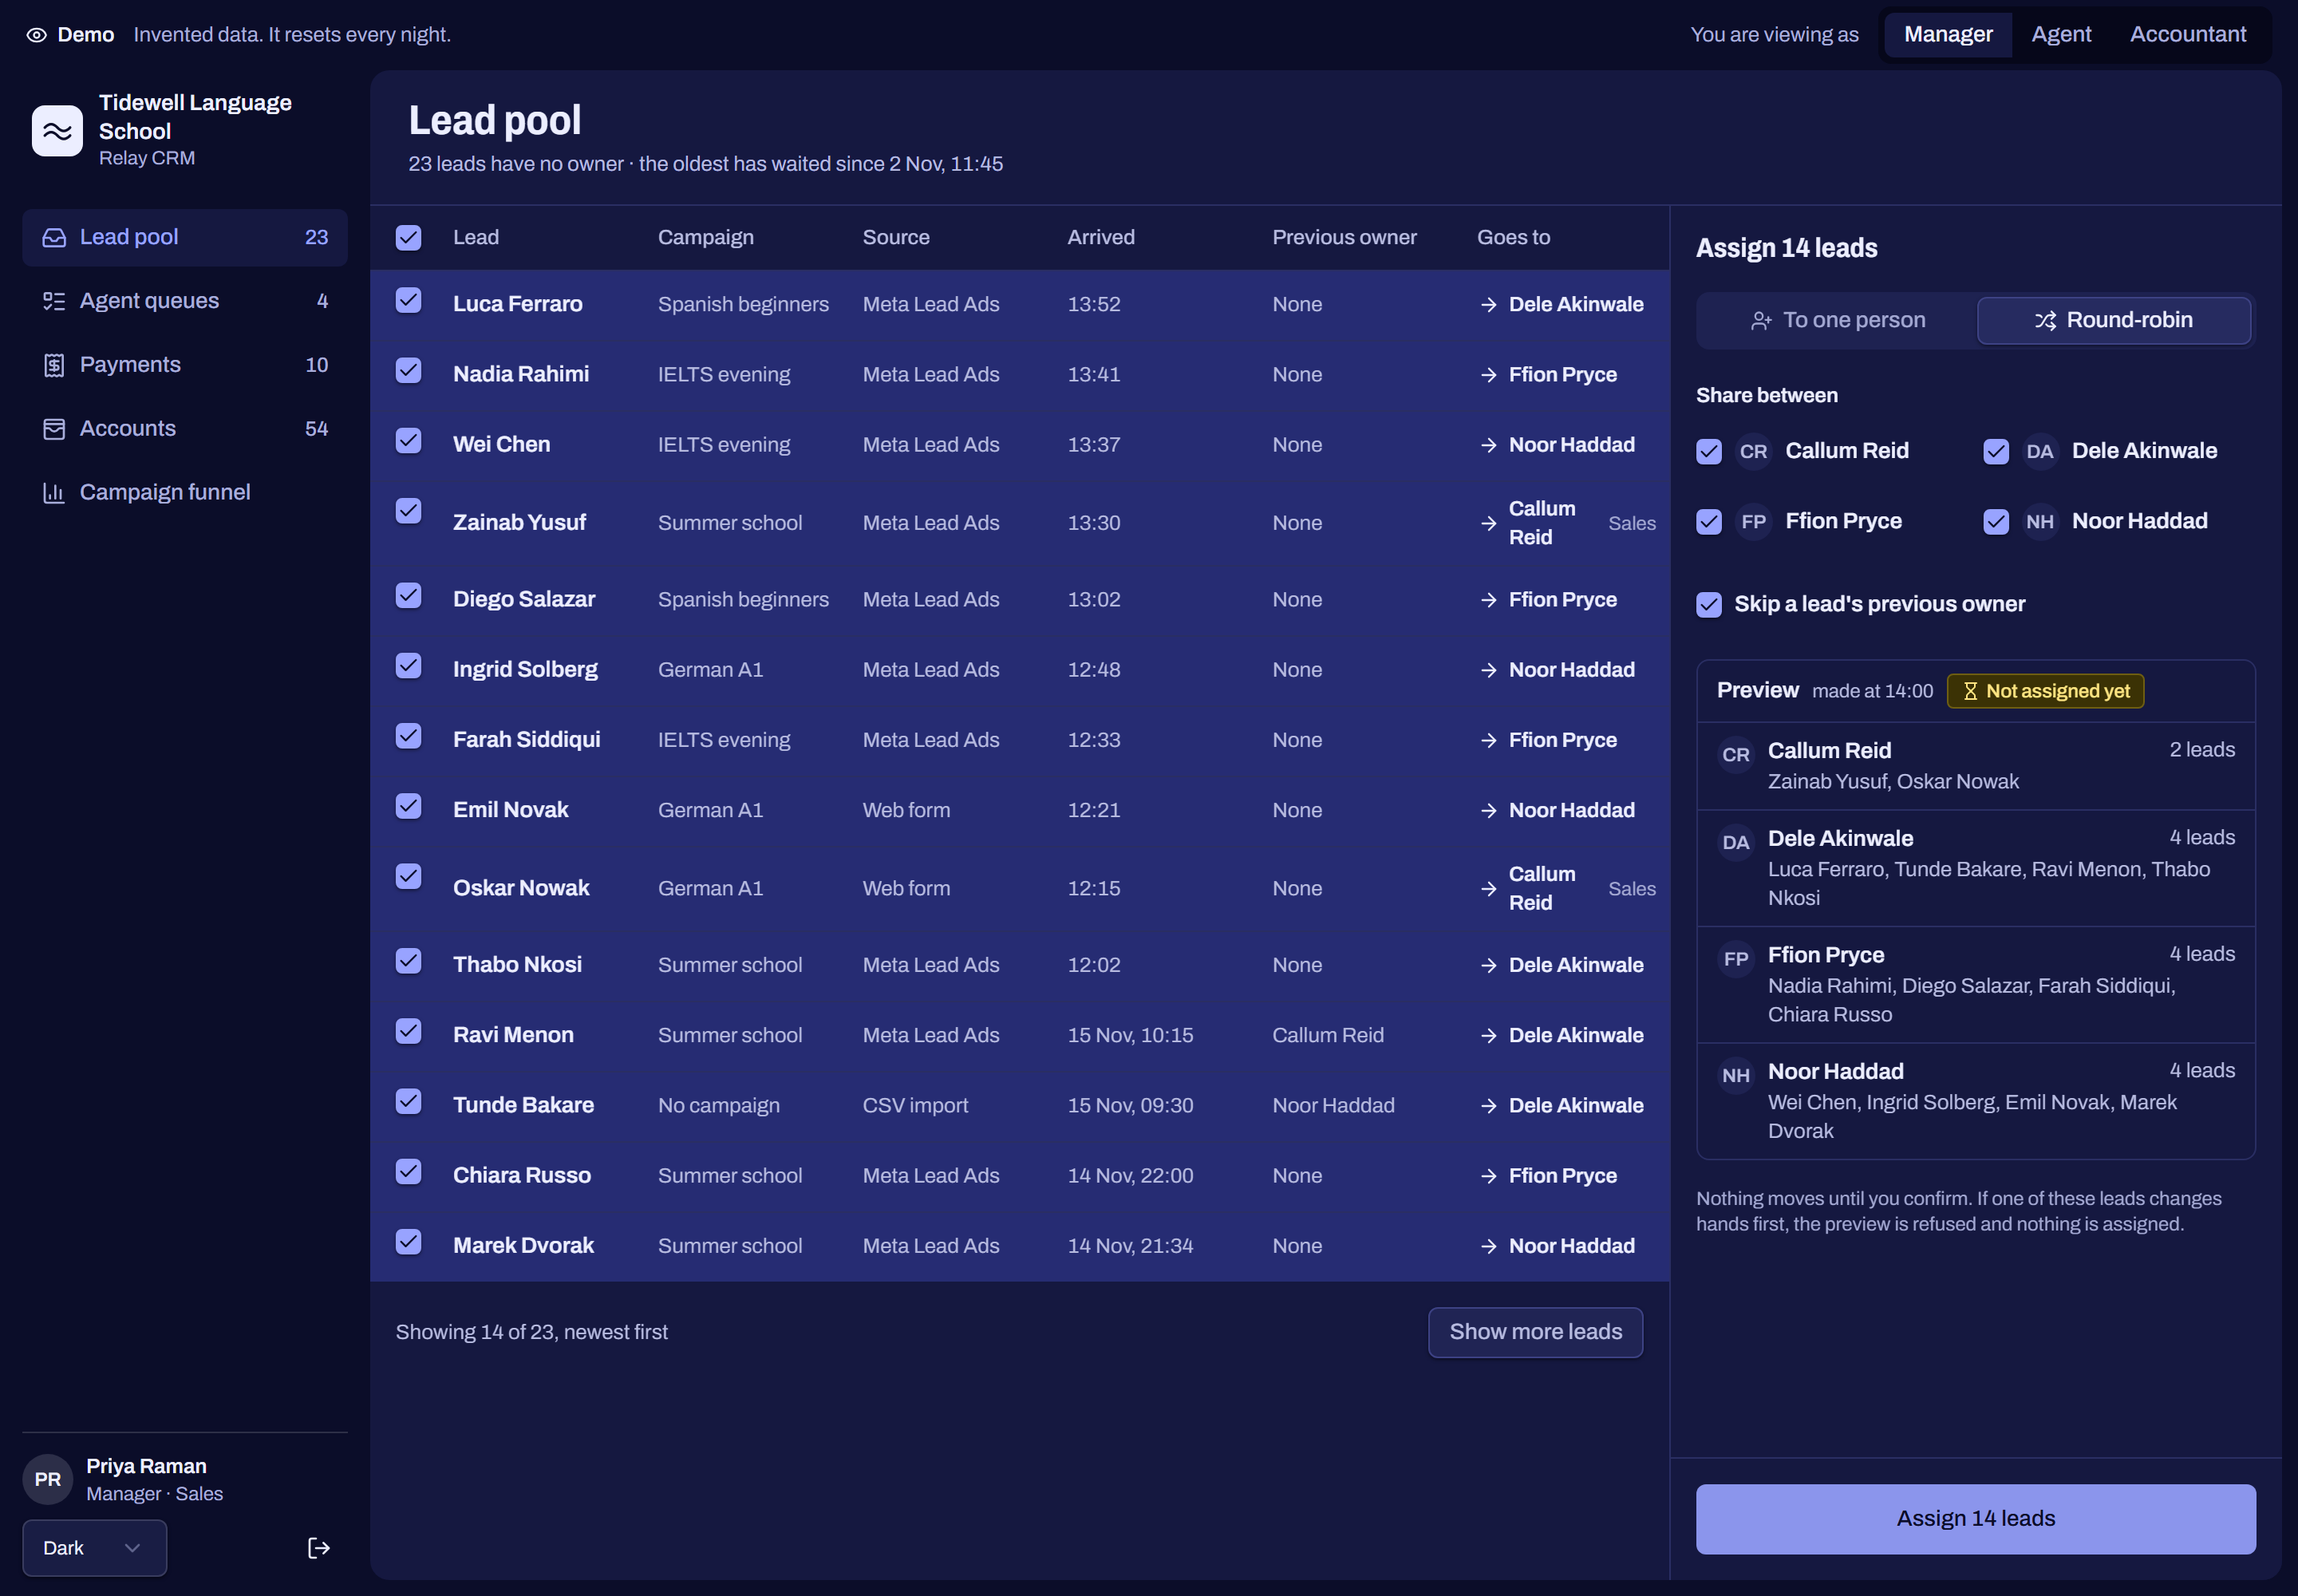 Demo Invented data. It resets every night.
You are viewing as Manager Agent Accountant
Tidewell Language
School
Relay CRM
Lead pool 23
Agent queues 4
Payments 10
Accounts 54
Campaign funnel
PR Priya Raman
Manager · Sales
Dark
Lead pool
23 leads have no owner · the oldest has waited since 2 Nov, 11:45
Lead Campaign Source Arrived Previous owner Goes to
Luca Ferraro Spanish beginners Meta Lead Ads 13:52 None → Dele Akinwale
Nadia Rahimi IELTS evening Meta Lead Ads 13:41 None → Ffion Pryce
Wei Chen IELTS evening Meta Lead Ads 13:37 None → Noor Haddad
Zainab Yusuf Summer school Meta Lead Ads 13:30 None → Callum Reid Sales
Diego Salazar Spanish beginners Meta Lead Ads 13:02 None → Ffion Pryce
Ingrid Solberg German A1 Meta Lead Ads 12:48 None → Noor Haddad
Farah Siddiqui IELTS evening Meta Lead Ads 12:33 None → Ffion Pryce
Emil Novak German A1 Web form 12:21 None → Noor Haddad
Oskar Nowak German A1 Web form 12:15 None → Callum Reid Sales
Thabo Nkosi Summer school Meta Lead Ads 12:02 None → Dele Akinwale
Ravi Menon Summer school Meta Lead Ads 15 Nov, 10:15 Callum Reid → Dele Akinwale
Tunde Bakare No campaign CSV import 15 Nov, 09:30 Noor Haddad → Dele Akinwale
Chiara Russo Summer school Meta Lead Ads 14 Nov, 22:00 None → Ffion Pryce
Marek Dvorak Summer school Meta Lead Ads 14 Nov, 21:34 None → Noor Haddad
Showing 14 of 23, newest first
Show more leads
Assign 14 leads
To one person Round-robin
Share between
CR Callum Reid DA Dele Akinwale
FP Ffion Pryce NH Noor Haddad
Skip a lead's previous owner
Preview made at 14:00 Not assigned yet
CR Callum Reid 2 leads
Zainab Yusuf, Oskar Nowak
DA Dele Akinwale 4 leads
Luca Ferraro, Tunde Bakare, Ravi Menon, Thabo
Nkosi
FP Ffion Pryce 4 leads
Nadia Rahimi, Diego Salazar, Farah Siddiqui,
Chiara Russo
NH Noor Haddad 4 leads
Wei Chen, Ingrid Solberg, Emil Novak, Marek
Dvorak
Nothing moves until you confirm. If one of these leads changes
hands first, the preview is refused and nothing is assigned.
Assign 14 leads